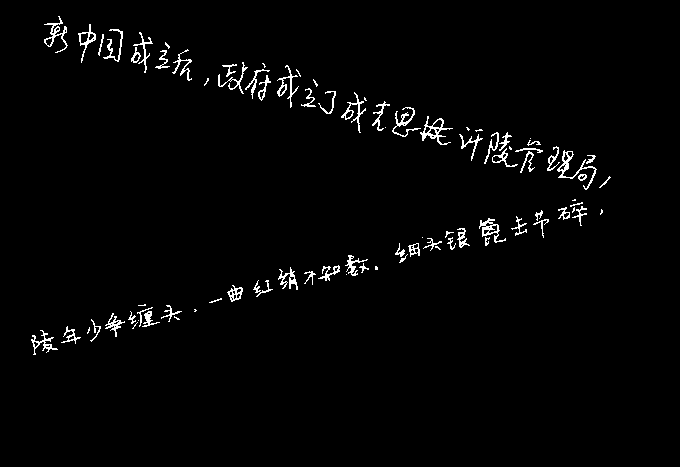 新中国成立后,政府成立了成吉思汗陵管理局,
陵年少争缠头,一曲红绡不知数。细头银篦击节碎,